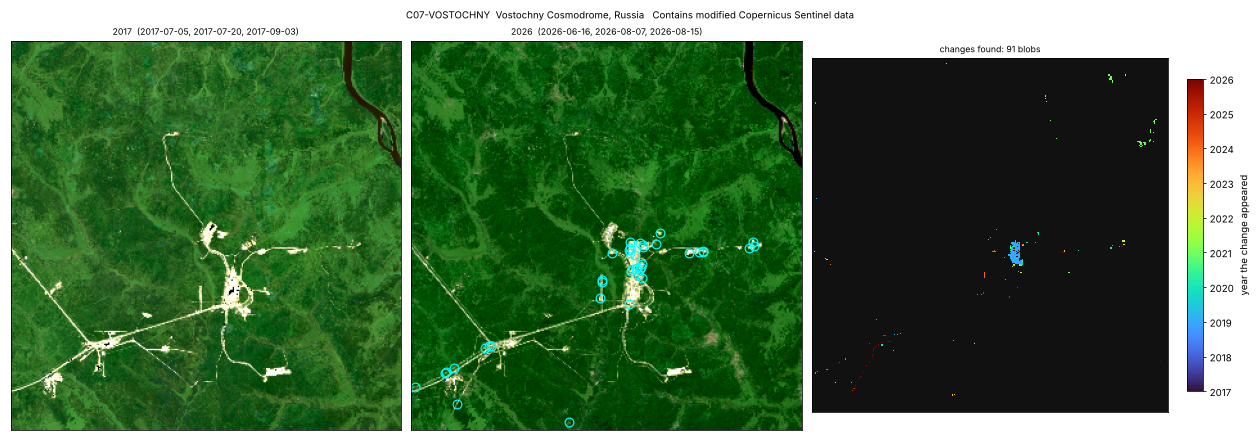 C07-VOSTOCHNY  Vostochny Cosmodrome, Russia   Contains modified Copernicus Sentinel data
2017  (2017-07-05, 2017-07-20, 2017-09-03)
2026  (2026-06-16, 2026-08-07, 2026-08-15)
changes found: 91 blobs
2026
2025
2024
2023
2022
2021
2020
2019
2018
2017
year the change appeared